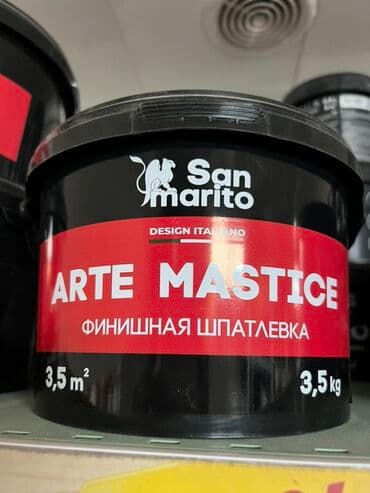 San
marito
DESIGN ITALIANO
ARTE MASTICE
ФИНИШНАЯ ШПАТЛЕВКА
3,5 m²
3,5 kg